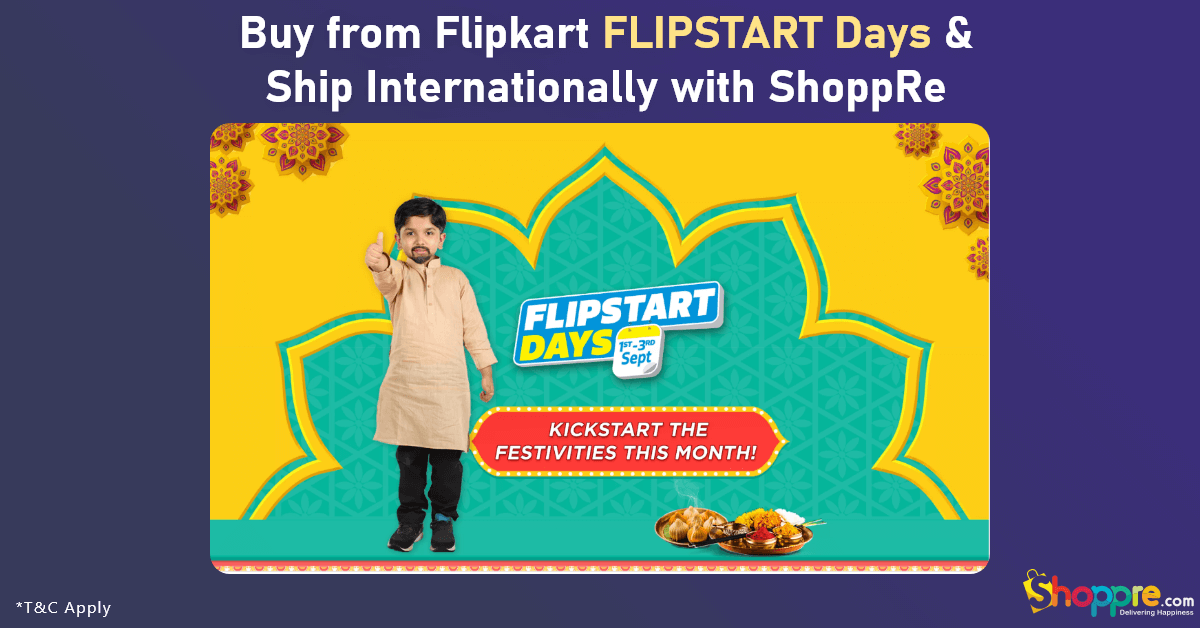 Buy from Flipkart FLIPSTART Days &
Ship Internationally with ShoppRe
FLIPSTART
DAYS
1ST-3RD
Sept
KICKSTART THE
FESTIVITIES THIS MONTH!
*T&C Apply
Shoppre.com
Delivering Happiness